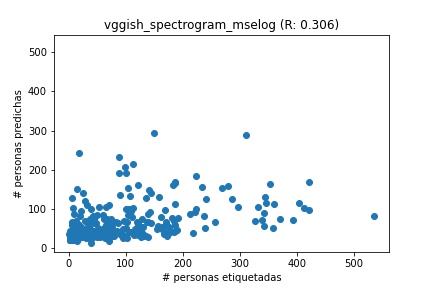 vggish_spectrogram_mselog (R: 0.306)
500
400
300
200
100
0
# personas predichas
0 100 200 300 400 500
# personas etiquetadas